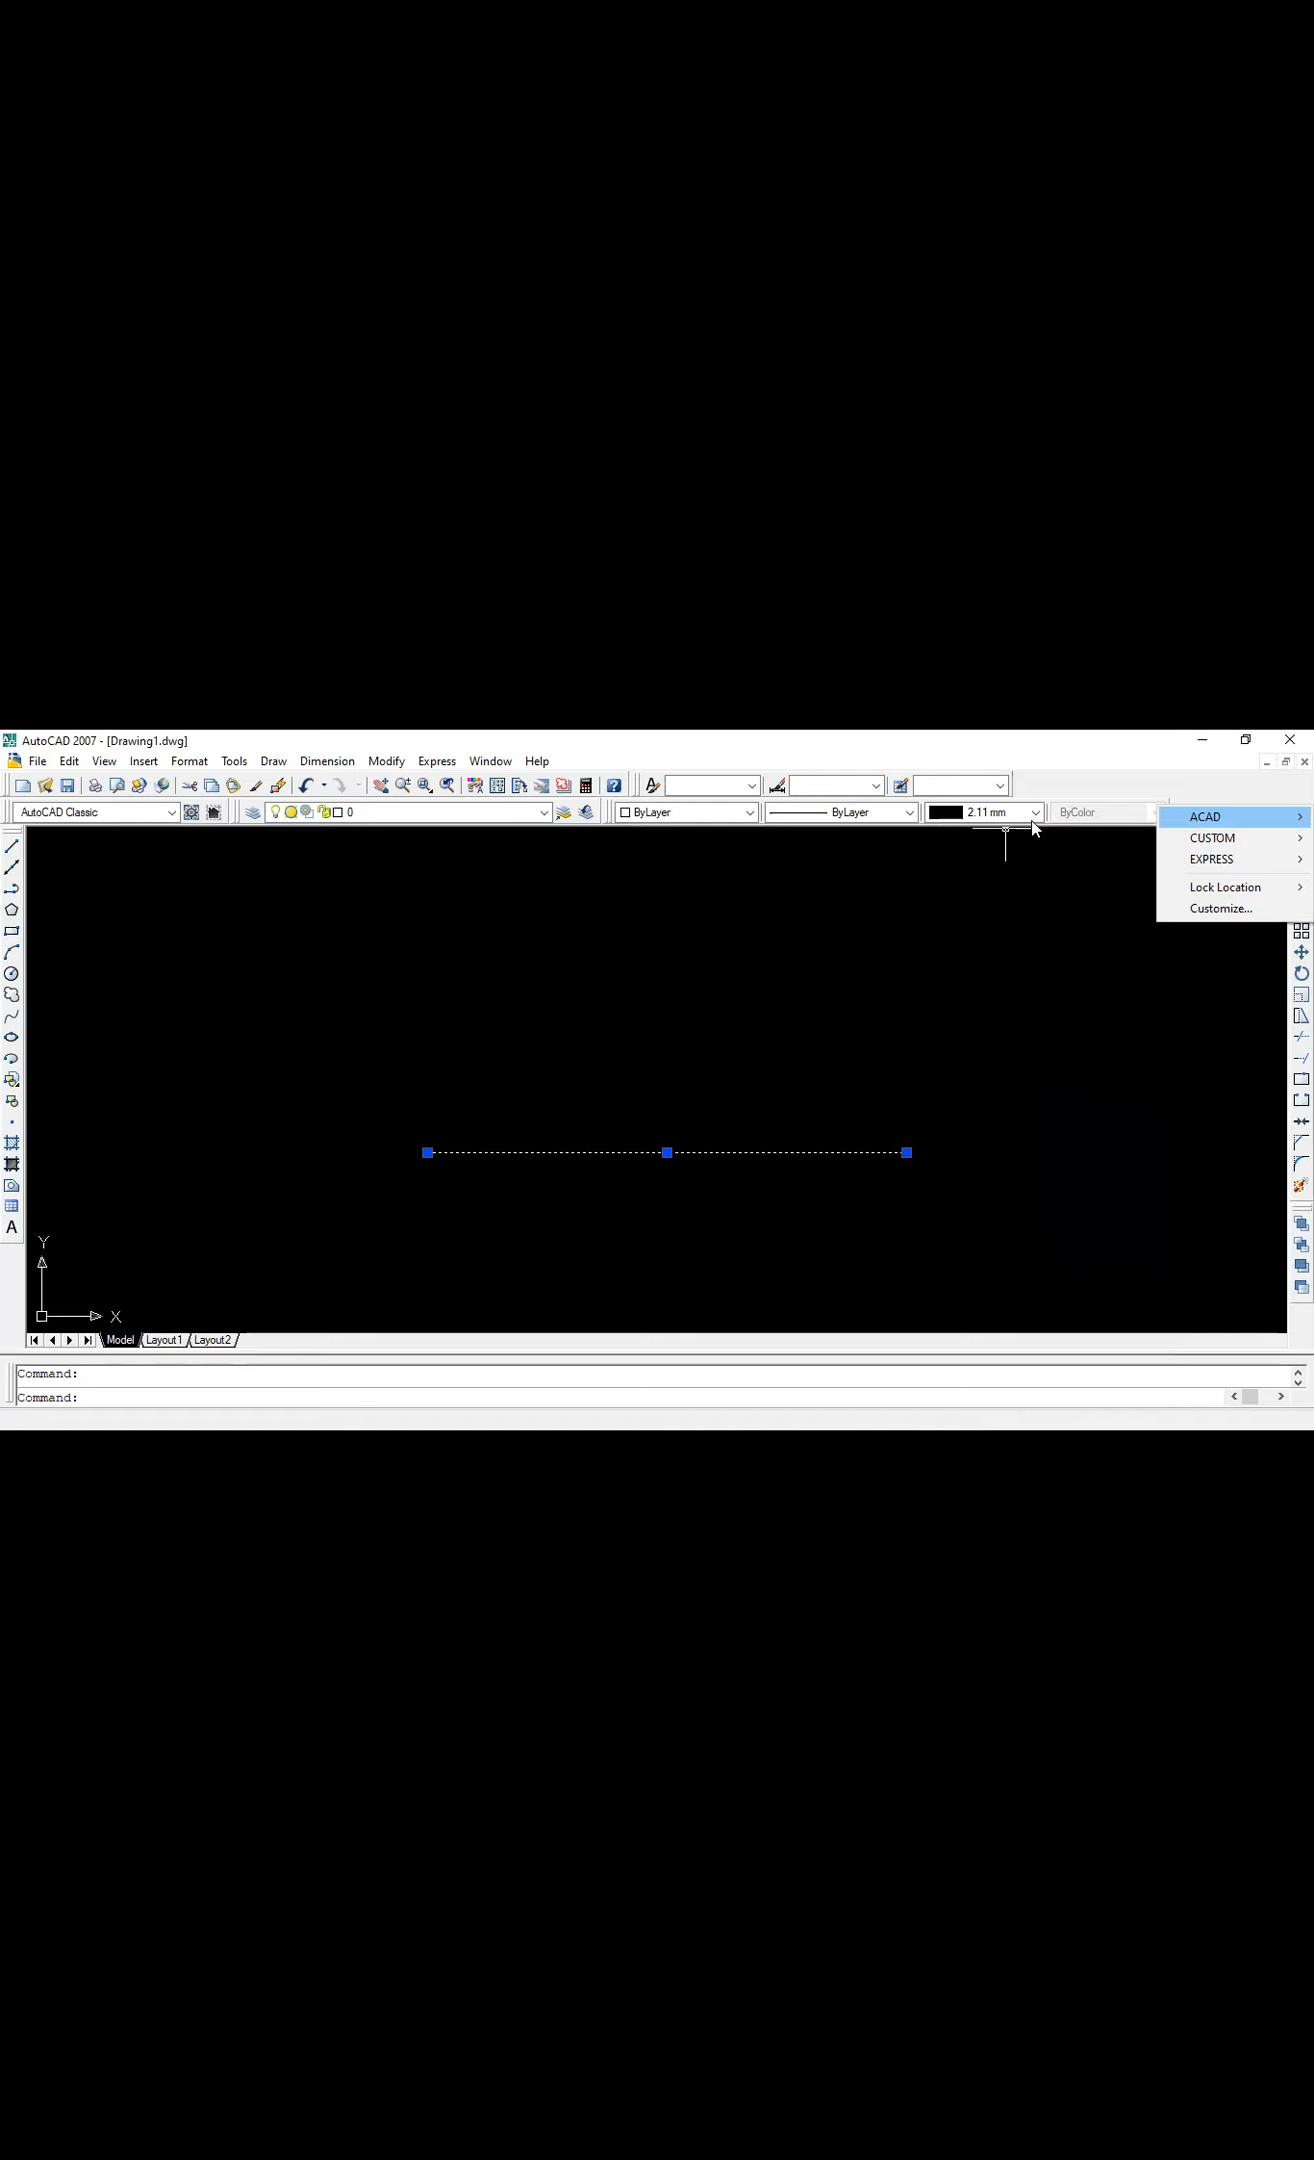 AutoCAD 2007 - [Drawing1.dwg]
File Edit View Insert Format Tools Draw Dimension Modify Express Window Help
AutoCAD Classic 0 ByLayer ByLayer 2.11 mm ByColor
ACAD
CUSTOM
EXPRESS
Lock Location
Customize...
A
Y
X
Model Layout1 Layout2
Command:
Command: